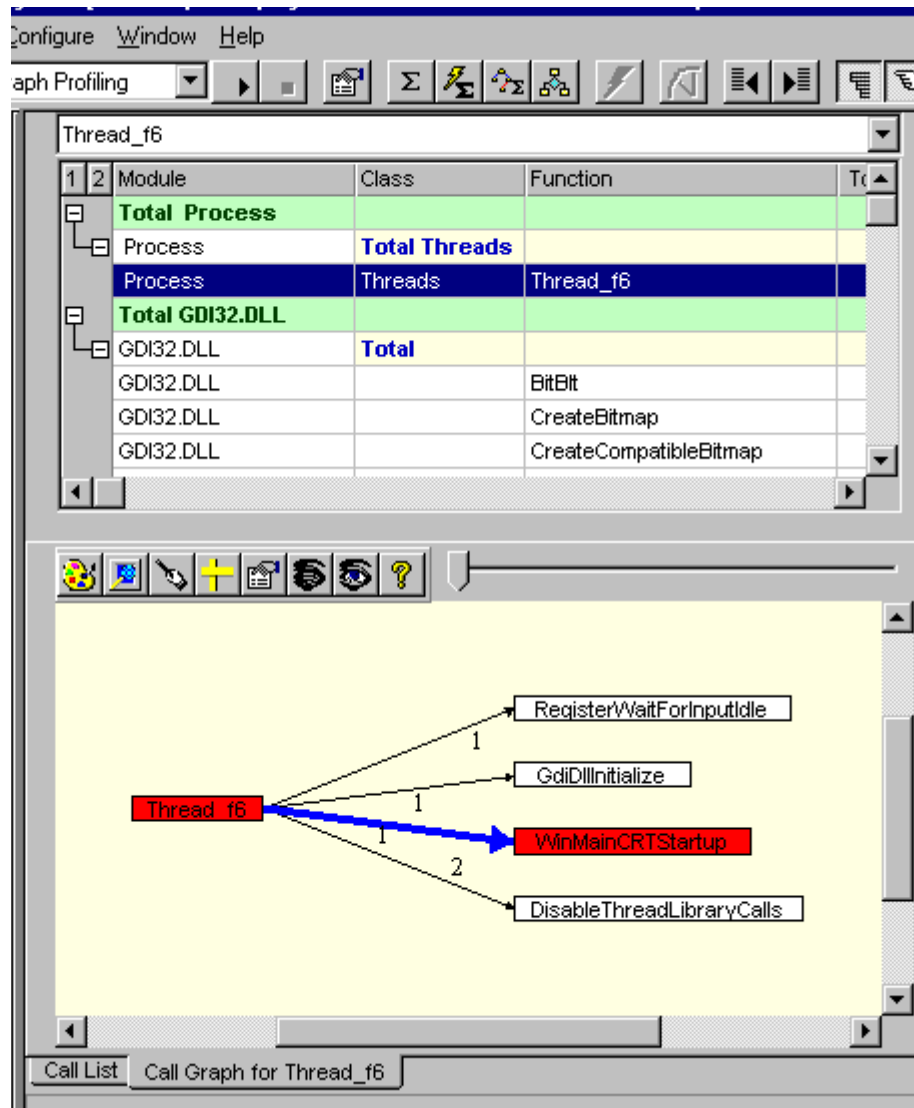 Configure Window Help
aph Profiling
Thread_f6
1 2 Module Class Function
Total Process
Process Total Threads
Process Threads Thread_f6
Total GDI32.DLL
GDI32.DLL Total
GDI32.DLL BitBlt
GDI32.DLL CreateBitmap
GDI32.DLL CreateCompatibleBitmap
RegisterWaitForInputIdle
1
GdiDllInitialize
Thread_f6
1
1
WinMainCRTStartup
2
DisableThreadLibraryCalls
Call List Call Graph for Thread_f6